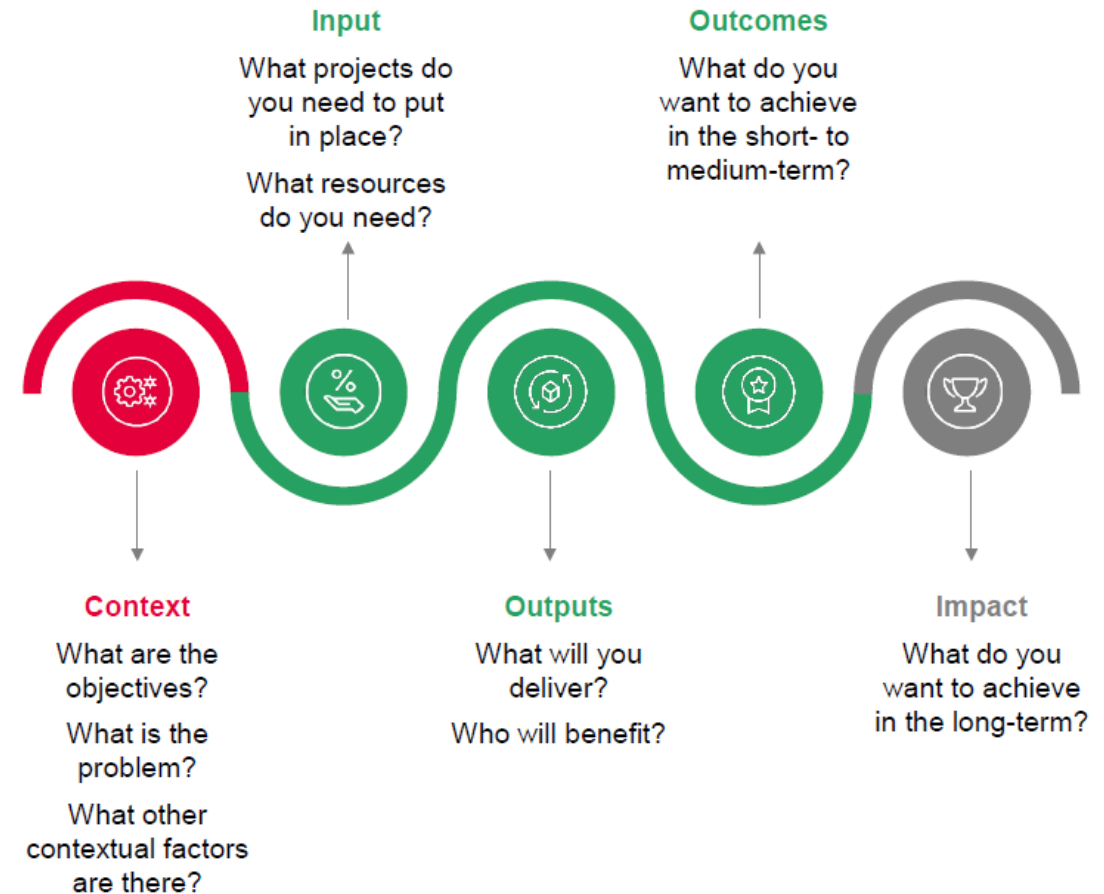 Input
What projects do
you need to put
in place?
What resources
do you need?
Outcomes
What do you
want to achieve
in the short- to
medium-term?
%
Context
What are the
objectives?
What is the
problem?
What other
contextual factors
are there?
Outputs
What will you
deliver?
Who will benefit?
Impact
What do you
want to achieve
in the long-term?